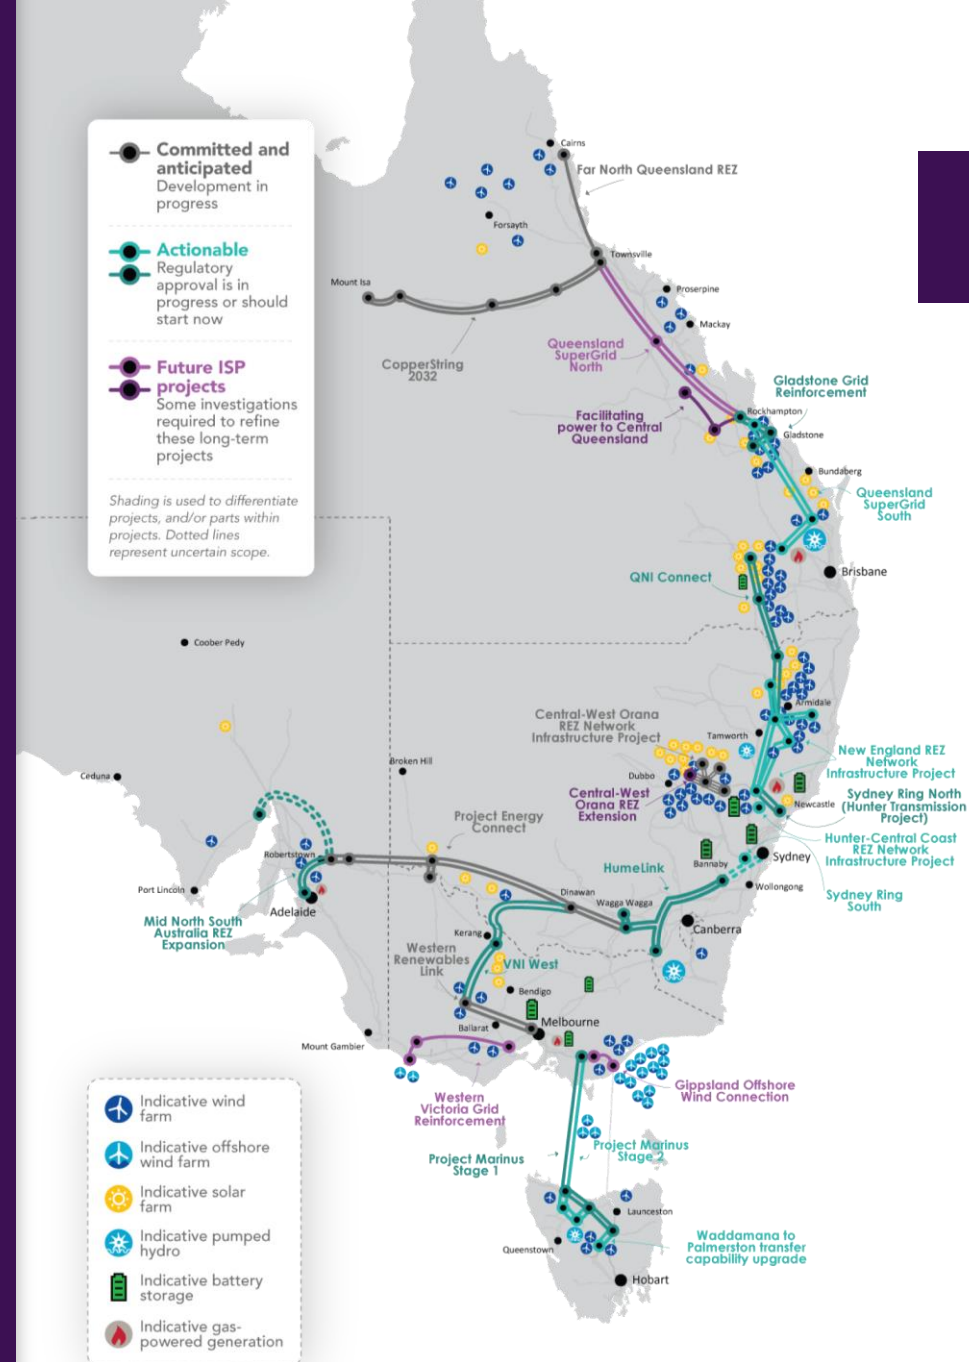 Committed and
anticipated
Development in
progress
Actionable
Regulatory
approval is in
progress or should
start now
Future ISP
projects
Some investigations
required to refine
these long-term
projects
Shading is used to differentiate
projects, and/or parts within
projects. Dotted lines
represent uncertain scope.
Cairns
Far North Queensland REZ
Forsayth
Townsville
Mount Isa
Proserpine
Mackay
CopperString
2032
Queensland
SuperGrid
North
Gladstone Grid
Reinforcement
Facilitating
power to Central
Queensland
Rockhampton
Gladstone
Bundaberg
Queensland
SuperGrid
South
QNI Connect
Brisbane
Coober Pedy
Armidale
Central-West Orana
REZ Network
Infrastructure Project
Tamworth
New England REZ
Network
Infrastructure Project
Broken Hill
Ceduna
Dubbo
Central-West
Orana REZ
Extension
Newcastle
Sydney Ring North
(Hunter Transmission
Project)
Project Energy
Connect
Hunter-Central Coast
REZ Network
Infrastructure Project
Robertstown
HumeLink
Bannaby
Sydney
Port Lincoln
Dinawan
Wagga Wagga
Wollongong
Sydney Ring
South
Adelaide
Mid North South
Australia REZ
Expansion
Kerang
Canberra
Western
Renewables
Link
VNI West
Bendigo
Ballarat
Melbourne
Mount Gambier
Western
Victoria Grid
Reinforcement
Gippsland Offshore
Wind Connection
Project Marinus
Stage 1
Project Marinus
Stage 2
Launceston
Queenstown
Waddamana to
Palmerston transfer
capability upgrade
Hobart
Indicative wind
farm
Indicative offshore
wind farm
Indicative solar
farm
Indicative pumped
hydro
Indicative battery
storage
Indicative gas-
powered generation